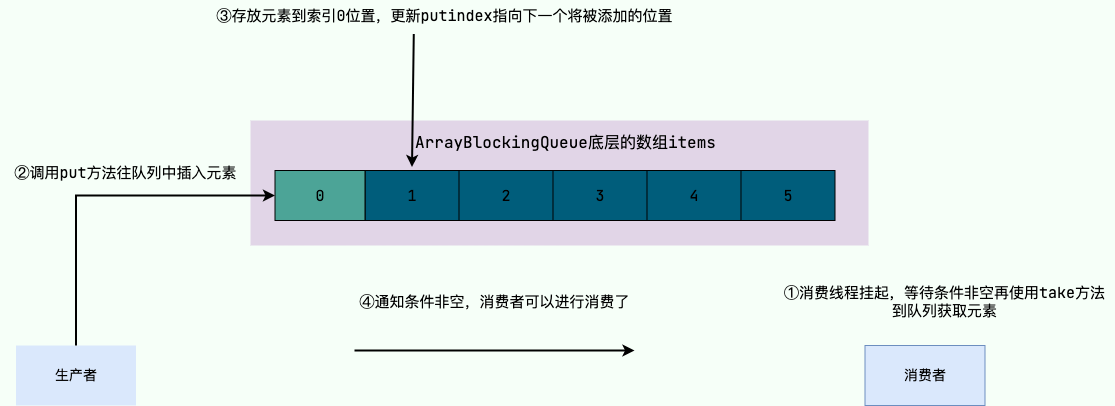 ③存放元素到索引0位置，更新putindex指向下一个将被添加的位置
ArrayBlockingQueue底层的数组items
②调用put方法往队列中插入元素
0 1 2 3 4 5
④通知条件非空，消费者可以进行消费了
①消费线程挂起，等待条件非空再使用take方法
到队列获取元素
生产者
消费者